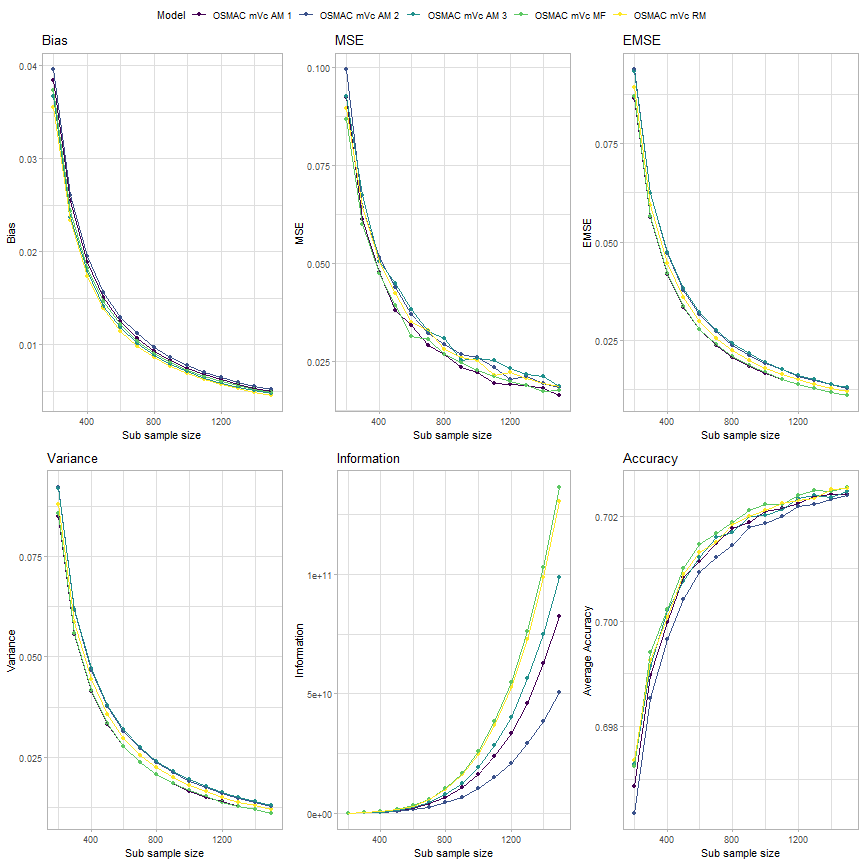 Model OSMAC mVc AM 1 OSMAC mVc AM 2 OSMAC mVc AM 3 OSMAC mVc MF OSMAC mVc RM
Bias
0.04
0.03
0.02
0.01
Bias
400 800 1200
Sub sample size
MSE
0.100
0.075
0.050
0.025
MSE
400 800 1200
Sub sample size
EMSE
0.075
0.050
0.025
EMSE
400 800 1200
Sub sample size
Variance
0.075
0.050
0.025
Variance
400 800 1200
Sub sample size
Information
1e+11
5e+10
0e+00
Information
400 800 1200
Sub sample size
Accuracy
0.702
0.700
0.698
Average Accuracy
400 800 1200
Sub sample size